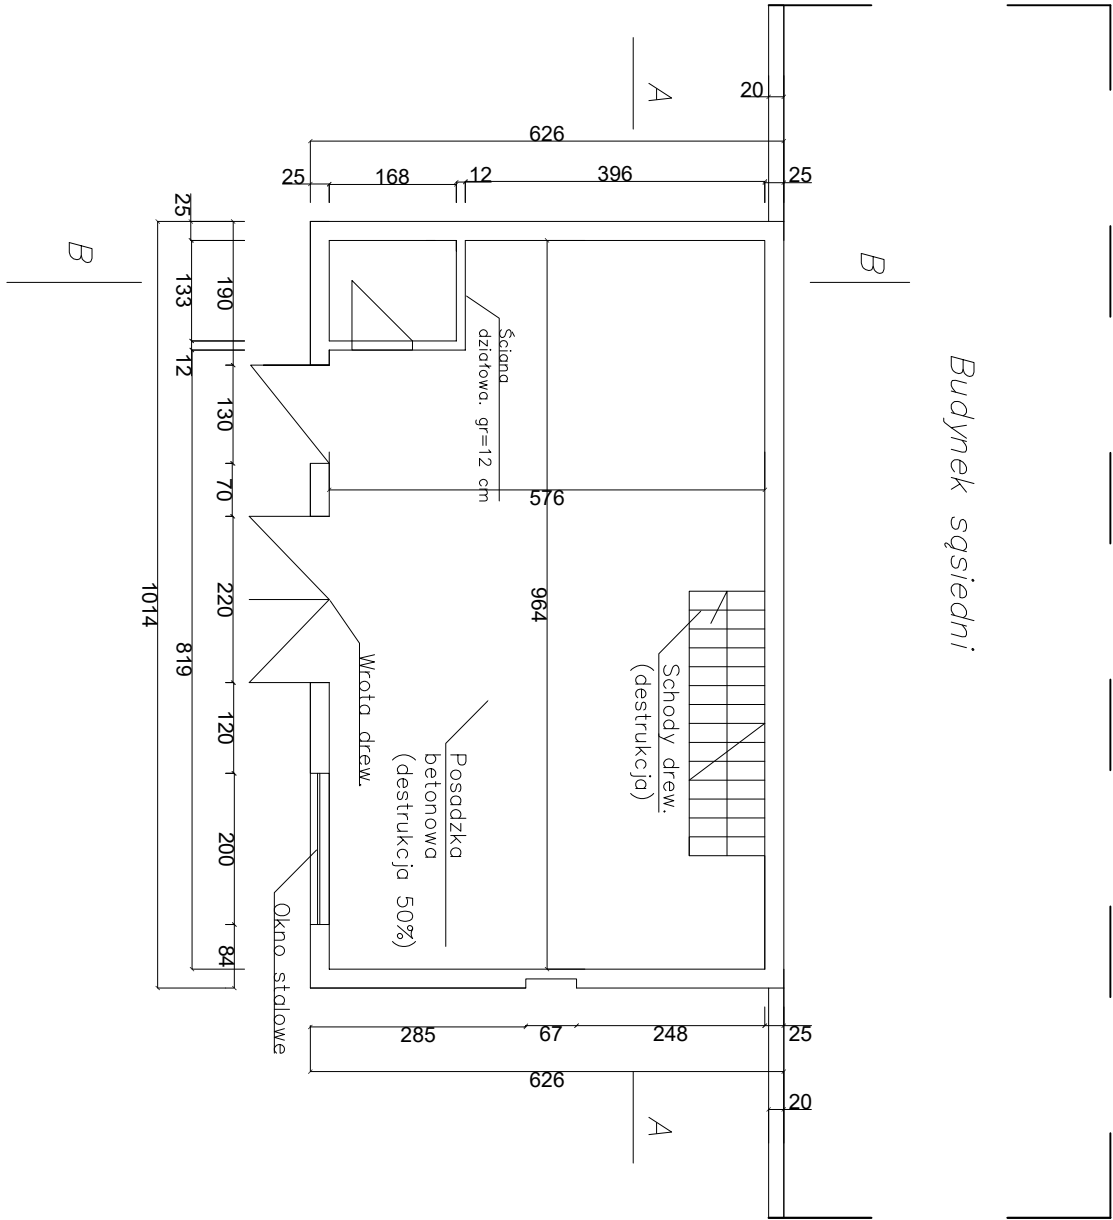 20
A
626
25
168
12
396
25
25
B
133
190
B
12
Ściana
działowa. gr=12 cm
Budynek sąsiedni
130
70
576
220
964
1014
819
Wrota drew.
Schody drew.
(destrukcja)
120
Posadzka
betonowa
(destrukcja 50%)
200
Okno stalowe
84
285
67
248
25
626
20
A